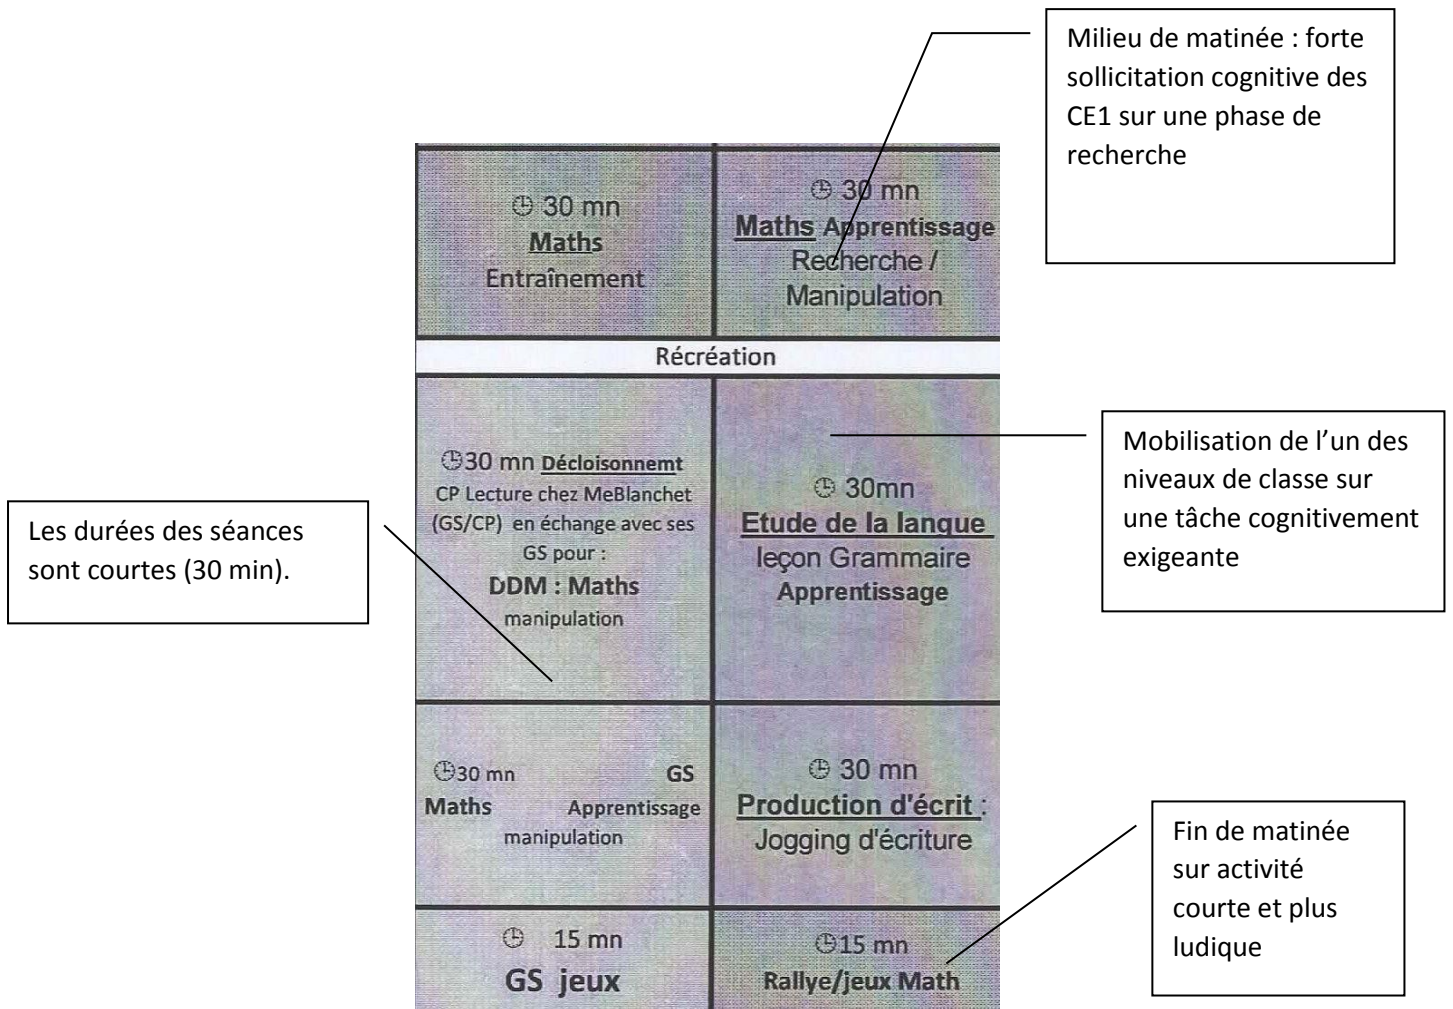 Milieu de matinée : forte
sollicitation cognitive des
CE1 sur une phase de
recherche
30 mn
Maths
Entraînement
30 mn
Maths Apprentissage
Recherche /
Manipulation
Récréation
30 mn Décloisonnemt
CP Lecture chez MeBlanchet
(GS/CP) en échange avec ses
GS pour :
DDM : Maths
manipulation
30mn
Etude de la langue
leçon Grammaire
Apprentissage
Mobilisation de l’un des
niveaux de classe sur
une tâche cognitivement
exigeante
Les durées des séances
sont courtes (30 min).
30 mn GS
Maths Apprentissage
manipulation
30 mn
Production d'écrit :
Jogging d'écriture
Fin de matinée
sur activité
courte et plus
ludique
15 mn
GS jeux
15 mn
Rallye/jeux Math